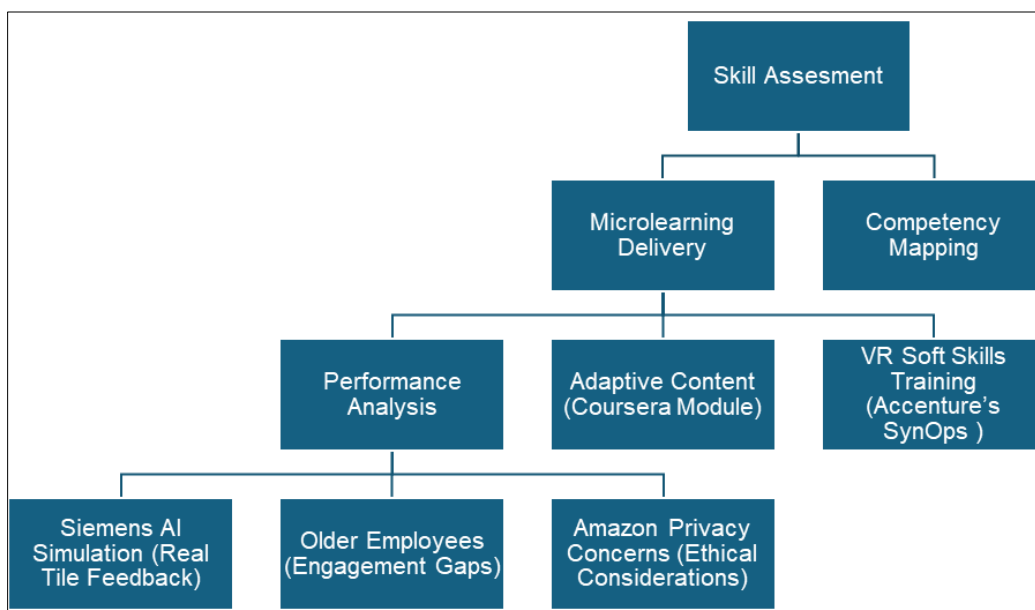 Skill Assesment
Microlearning
Delivery
Competency
Mapping
Performance
Analysis
Adaptive Content
(Coursera Module)
VR Soft Skills
Training
(Accenture's
SynOps )
Siemens AI
Simulation (Real
Tile Feedback)
Older Employees
(Engagement Gaps)
Amazon Privacy
Concerns (Ethical
Considerations)